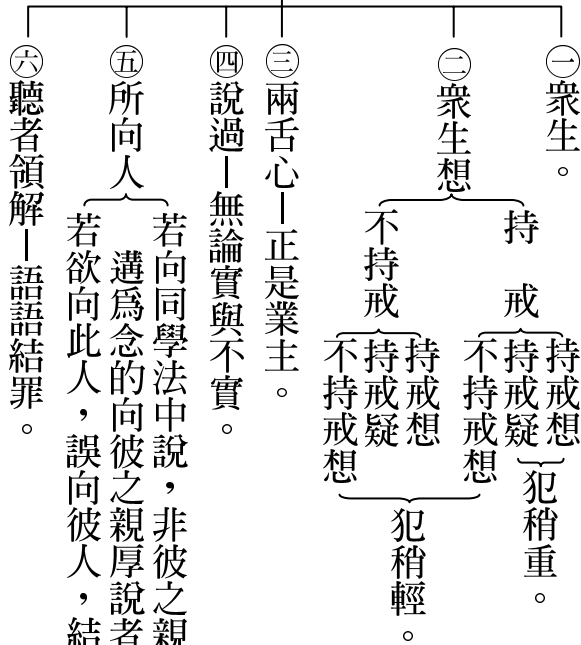 ㊀眾生。
㊁眾生想
持戒
持戒想
持戒疑
犯稍重。
不持戒想
不持戒
持戒想
持戒疑
不持戒想
犯稍輕。
㊂兩舌心—正是業主。
㊃說過—無論實與不實。
㊄所向人
若向同學法中說，非彼之親
溝爲念的向彼之親厚說者
若欲向此人，誤向彼人，結
㊅聽者領解—語語結罪。